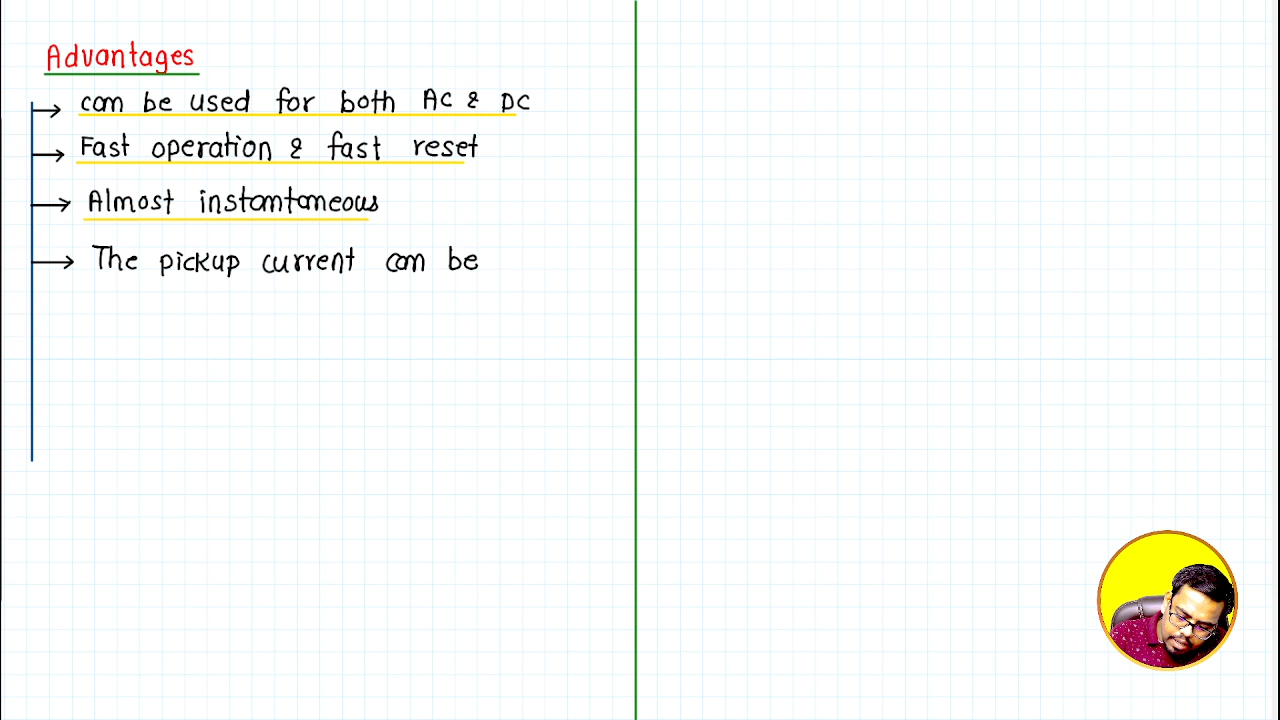 Advantages
can be used for both AC & DC
Fast operation & fast reset
Almost instantaneous
The pickup current can be